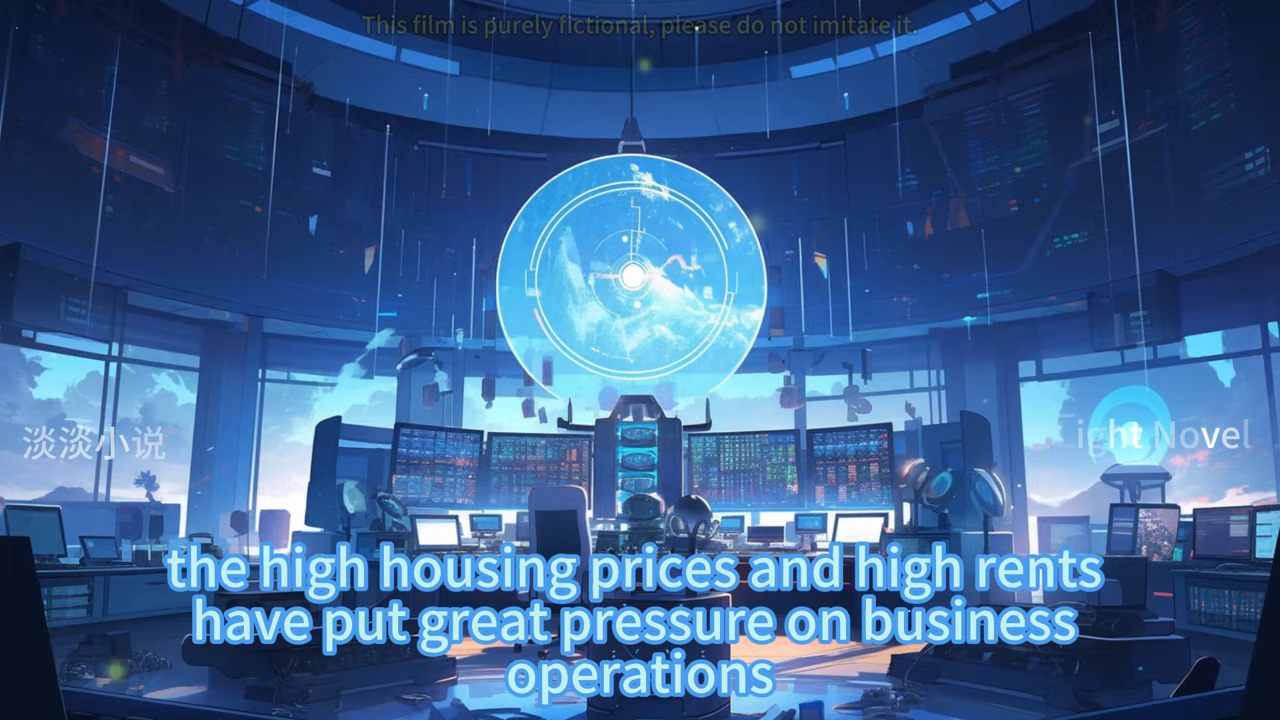 This film is purely fictional, please do not imitate it.
淡淡小说
ight Novel
the high housing prices and high rents
have put great pressure on business
operations